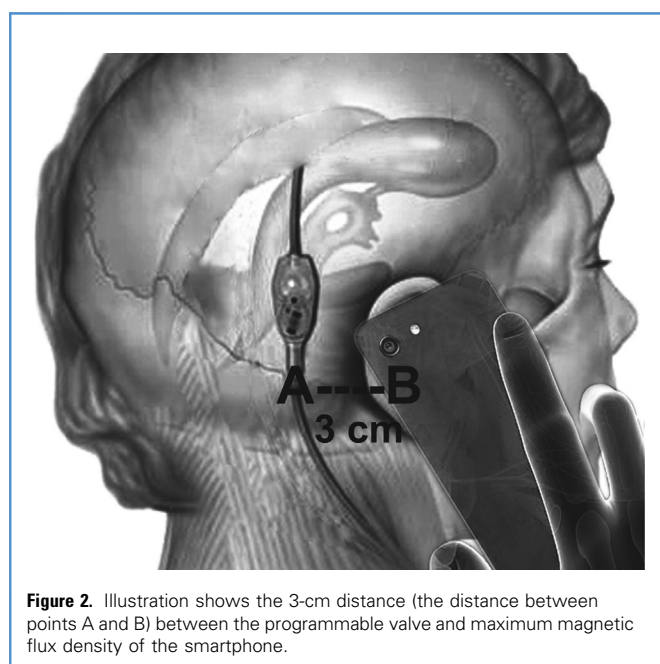 A----B
3 cm
Figure 2. Illustration shows the 3-cm distance (the distance between
points A and B) between the programmable valve and maximum magnetic
flux density of the smartphone.